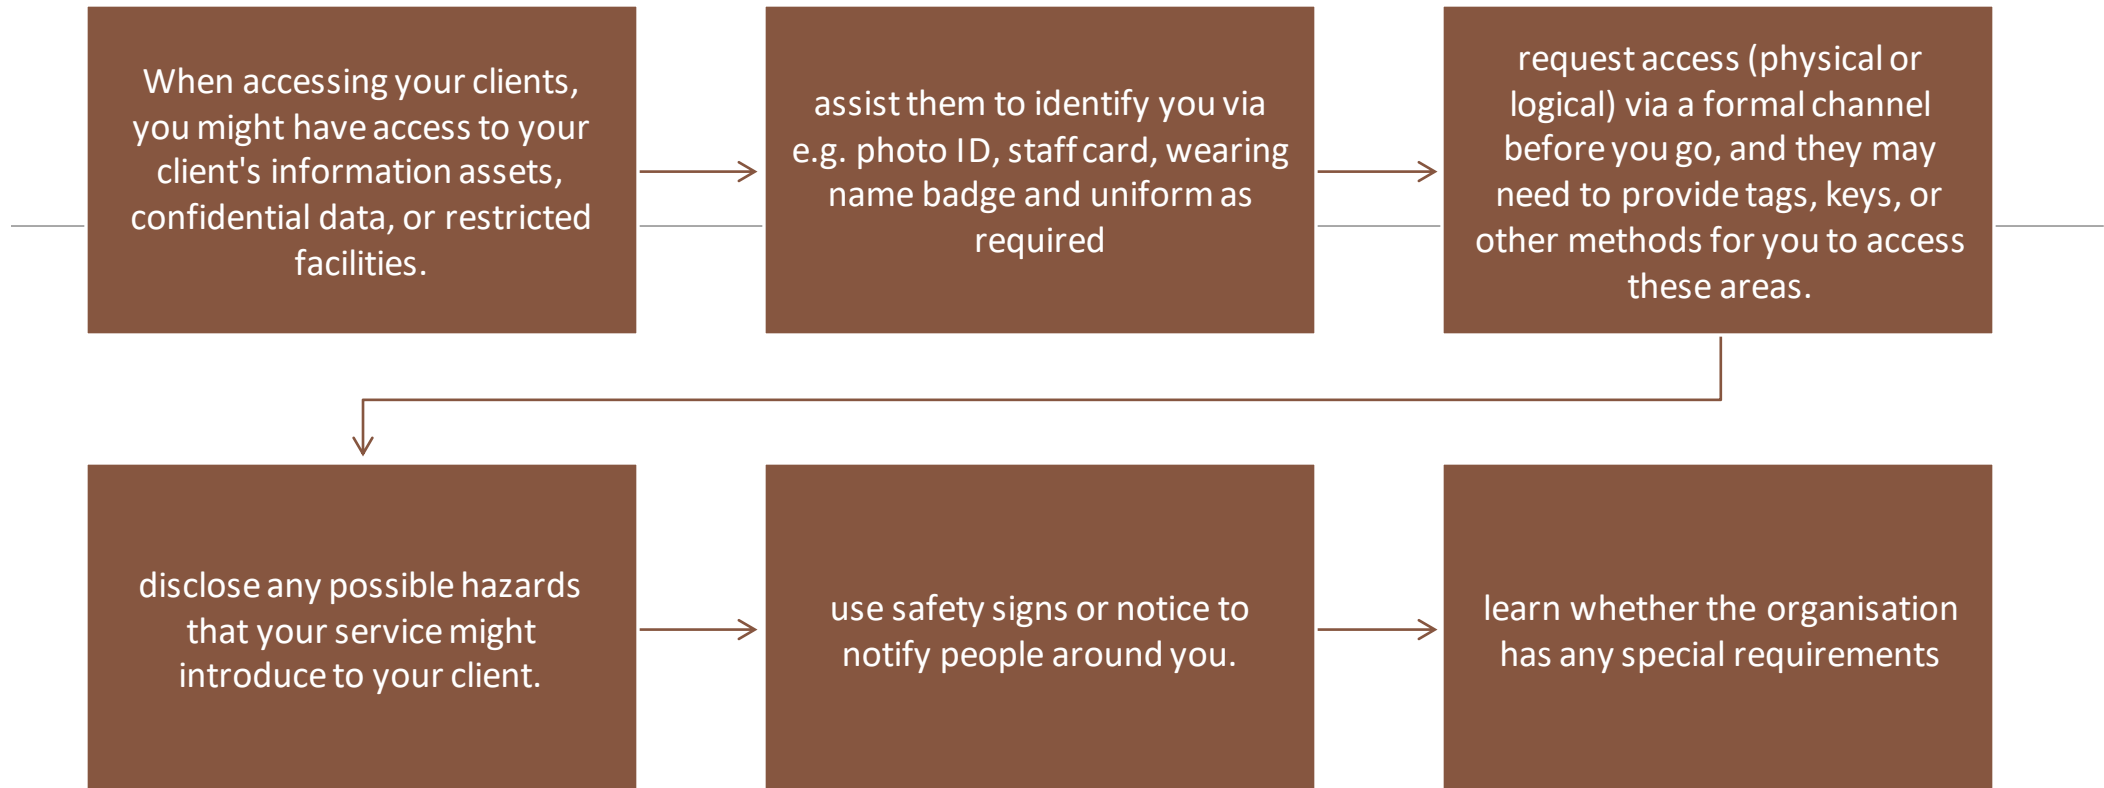 When accessing your clients,
you might have access to your
client's information assets,
confidential data, or restricted
facilities.
assist them to identify you via
e.g. photo ID, staff card, wearing
name badge and uniform as
required
request access (physical or
logical) via a formal channel
before you go, and they may
need to provide tags, keys, or
other methods for you to access
these areas.
disclose any possible hazards
that your service might
introduce to your client.
use safety signs or notice to
notify people around you.
learn whether the organisation
has any special requirements